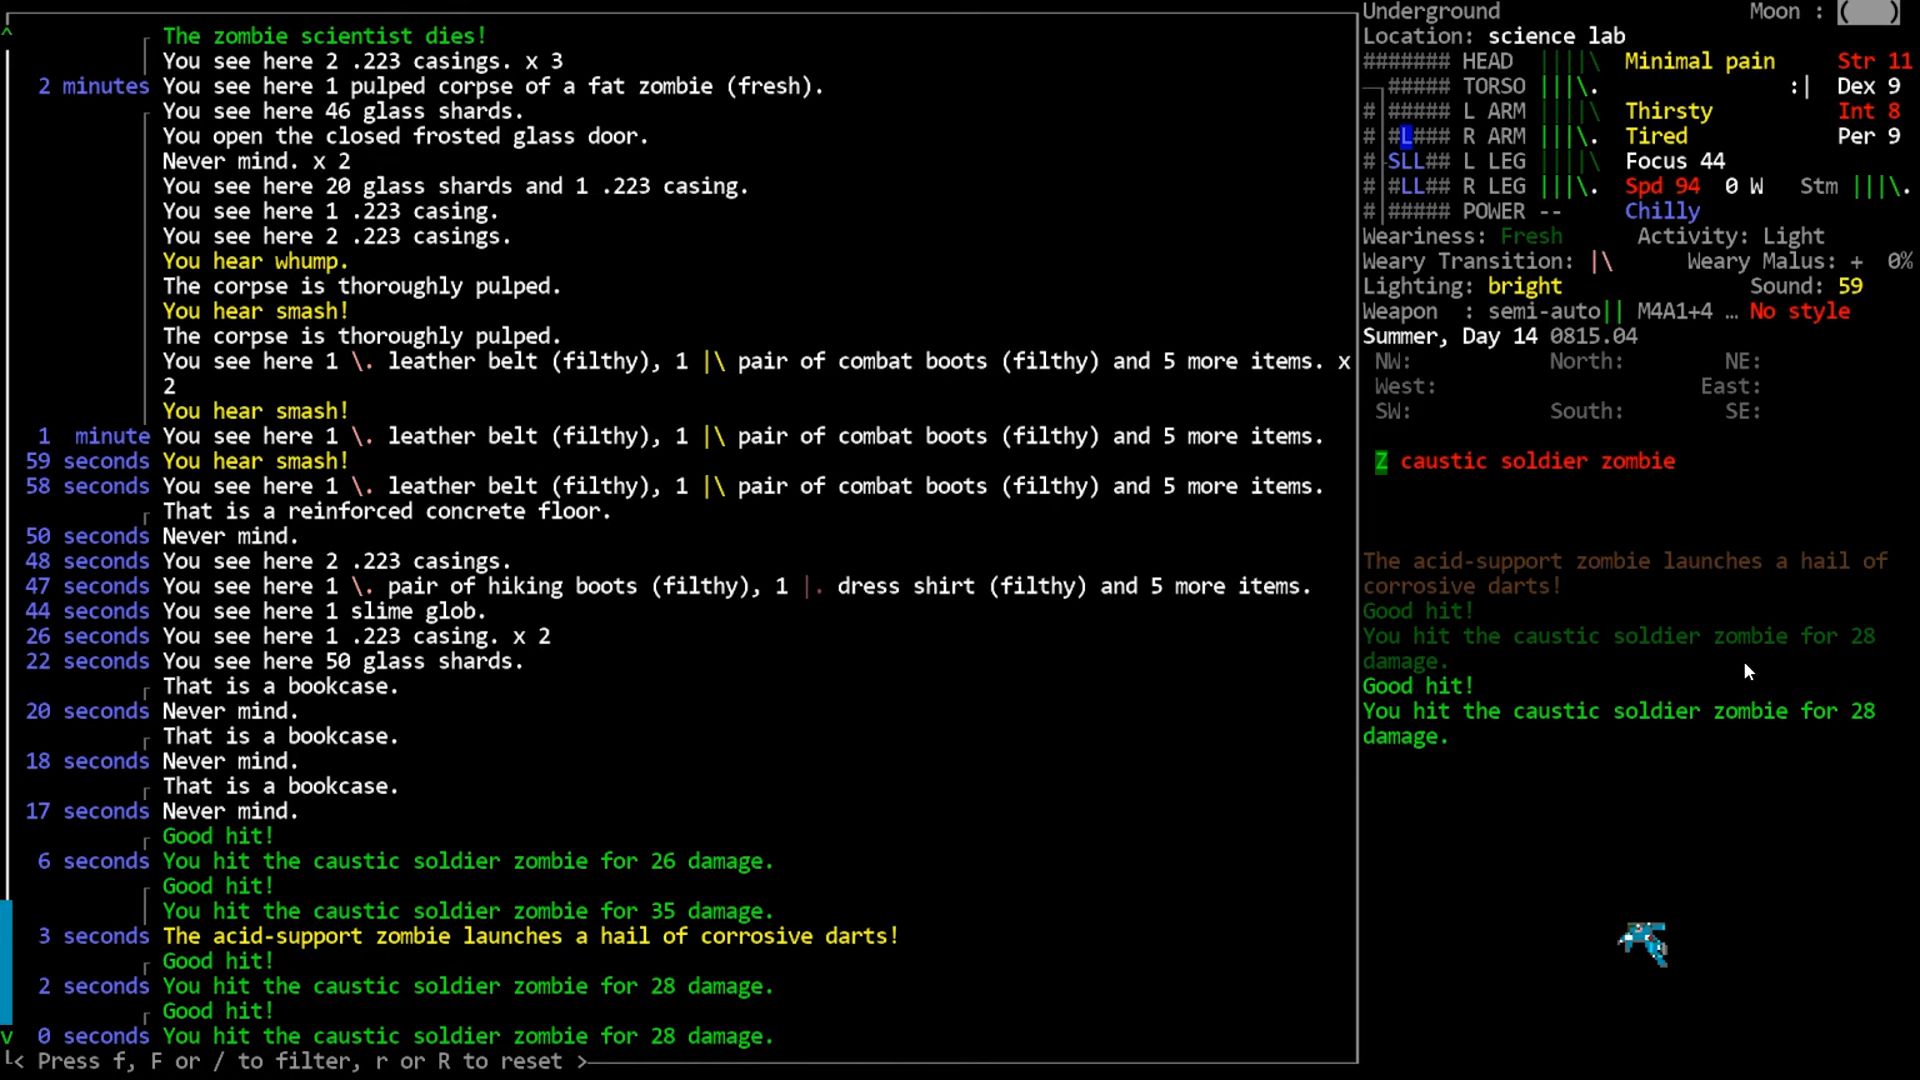 The zombie scientist dies!
You see here 2 .223 casings. x 3
2 minutes You see here 1 pulped corpse of a fat zombie (fresh).
You see here 46 glass shards.
You open the closed frosted glass door.
Never mind. x 2
You see here 20 glass shards and 1 .223 casing.
You see here 1 .223 casing.
You see here 2 .223 casings.
You hear whump.
The corpse is thoroughly pulped.
You hear smash!
The corpse is thoroughly pulped.
You see here 1 \. leather belt (filthy), 1 |\ pair of combat boots (filthy) and 5 more items. x
2
You hear smash!
1 minute You see here 1 \. leather belt (filthy), 1 |\ pair of combat boots (filthy) and 5 more items.
59 seconds You hear smash!
58 seconds You see here 1 \. leather belt (filthy), 1 |\ pair of combat boots (filthy) and 5 more items.
That is a reinforced concrete floor.
50 seconds Never mind.
48 seconds You see here 2 .223 casings.
47 seconds You see here 1 \. pair of hiking boots (filthy), 1 |. dress shirt (filthy) and 5 more items.
44 seconds You see here 1 slime glob.
26 seconds You see here 1 .223 casing. x 2
22 seconds You see here 50 glass shards.
That is a bookcase.
20 seconds Never mind.
That is a bookcase.
18 seconds Never mind.
That is a bookcase.
17 seconds Never mind.
Good hit!
6 seconds You hit the caustic soldier zombie for 26 damage.
Good hit!
You hit the caustic soldier zombie for 35 damage.
3 seconds The acid-support zombie launches a hail of corrosive darts!
Good hit!
2 seconds You hit the caustic soldier zombie for 28 damage.
Good hit!
0 seconds You hit the caustic soldier zombie for 28 damage.
< Press f, F or / to filter, r or R to reset >
Underground Moon : ( )
Location: science lab
####### HEAD ||||\ Minimal pain Str 11
##### TORSO |||\. :| Dex 9
# ##### L ARM ||||\ Thirsty Int 8
# #L### R ARM |||\. Tired Per 9
# SLL## L LEG ||||\ Focus 44
# #LL## R LEG |||\. Spd 94 0 W Stm |||\.
# ##### POWER -- Chilly
Weariness: Fresh Activity: Light
Weary Transition: |\ Weary Malus: + 0%
Lighting: bright Sound: 59
Weapon : semi-auto|| M4A1+4 … No style
Summer, Day 14 0815.04
NW: North: NE:
West: East:
SW: South: SE:
Z caustic soldier zombie
The acid-support zombie launches a hail of
corrosive darts!
Good hit!
You hit the caustic soldier zombie for 28
damage.
Good hit!
You hit the caustic soldier zombie for 28
damage.